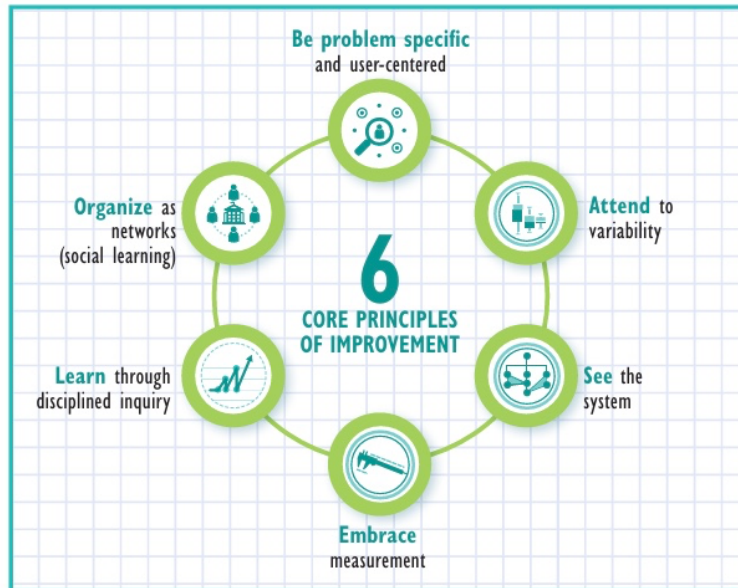 Be problem specific
and user-centered
Attend to
variability
See the
system
Embrace
measurement
Learn through
disciplined inquiry
Organize as
networks
(social learning)
6
CORE PRINCIPLES
OF IMPROVEMENT